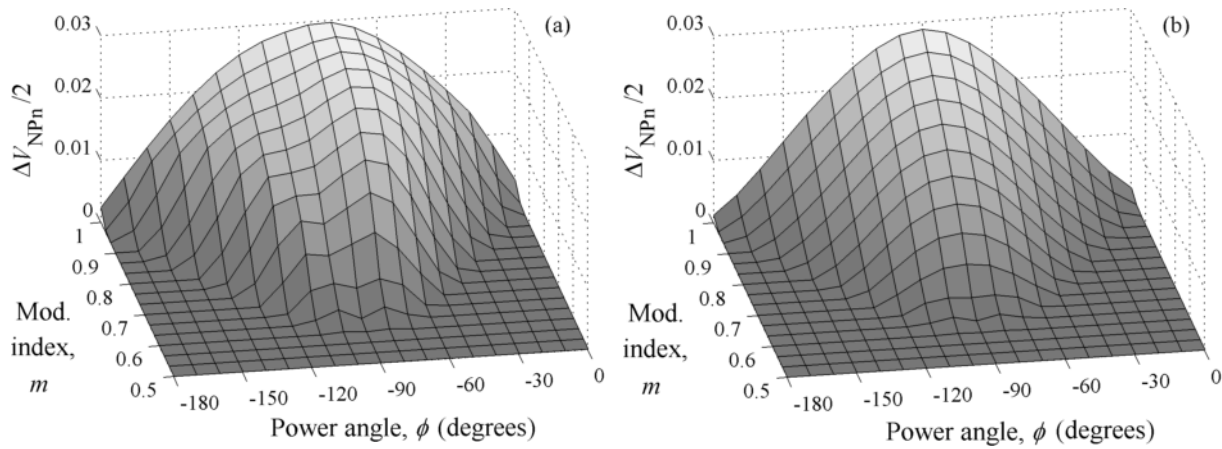 0.03
0.02
0.01
0
ΔV_NPn /2
(a)
1
0.9
0.8
0.7
0.6
0.5
Mod.
index,
m
-180
-150
-120
-90
-60
-30
0
Power angle, ϕ (degrees)
0.03
0.02
0.01
0
ΔV_NPn /2
(b)
1
0.9
0.8
0.7
0.6
0.5
Mod.
index,
m
-180
-150
-120
-90
-60
-30
0
Power angle, ϕ (degrees)